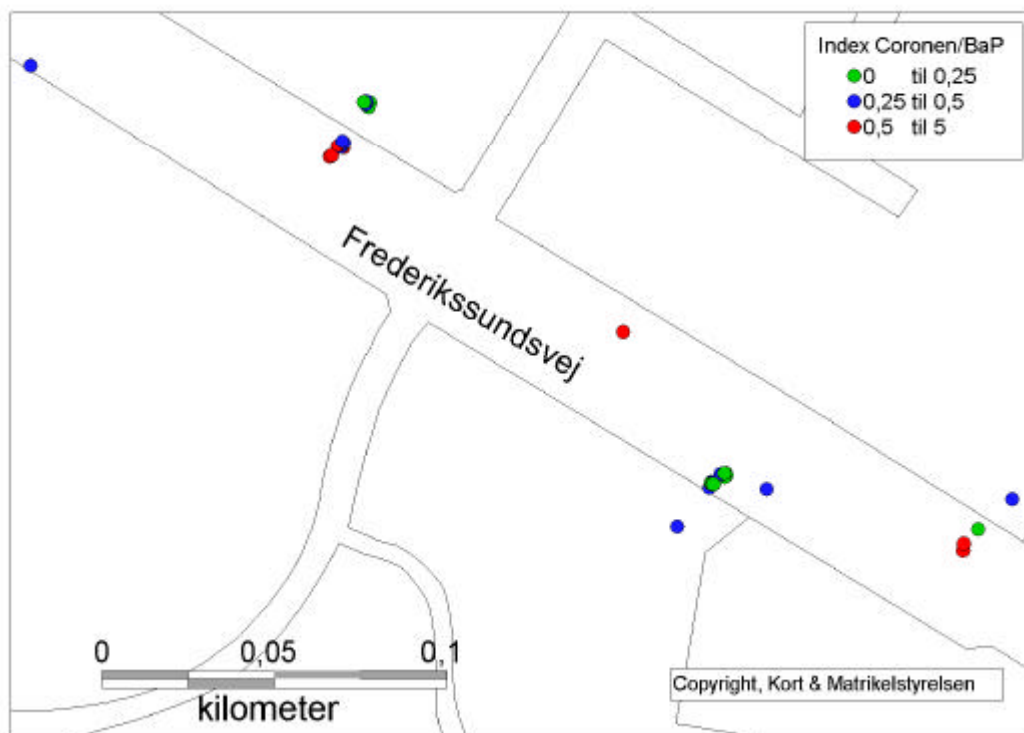 Index Coronen/BaP
0 til 0,25
0,25 til 0,5
0,5 til 5
Frederikssundsvej
0 0,05 0,1
kilometer
Copyright, Kort & Matrikelstyrelsen